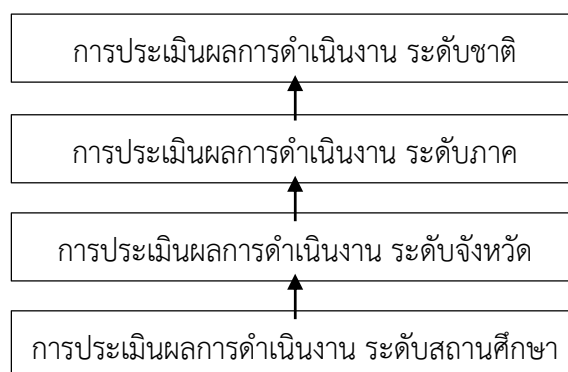 การประเมินผลการดำเนินงาน ระดับชาติ
การประเมินผลการดำเนินงาน ระดับภาค
การประเมินผลการดำเนินงาน ระดับจังหวัด
การประเมินผลการดำเนินงาน ระดับสถานศึกษา